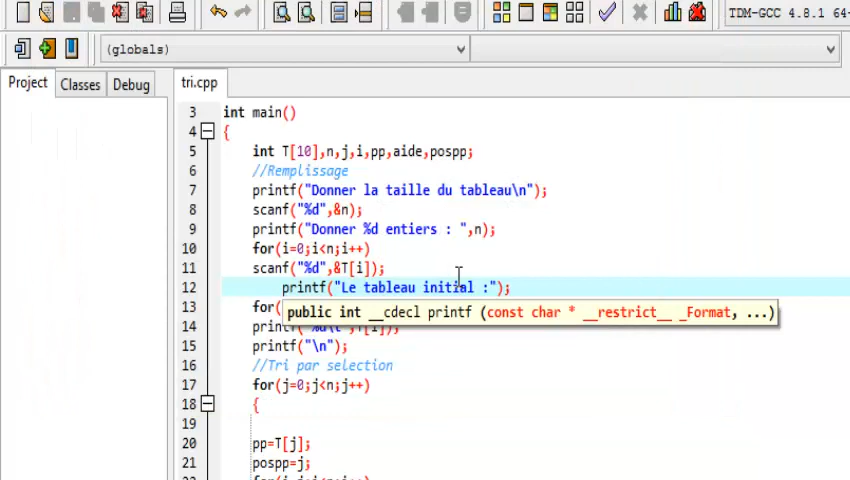 TDM-GCC 4.8.1 64-
(globals)
Project Classes Debug tri.cpp
3 int main()
4 {
5 int T[10],n,j,i,pp,aide,pospp;
6 //Remplissage
7 printf("Donner la taille du tableau\n");
8 scanf("%d",&n);
9 printf("Donner %d entiers : ",n);
10 for(i=0;i<n;i++)
11 scanf("%d",&T[i]);
12 printf("Le tableau initial :");
13 for(
public int __cdecl printf (const char * __restrict__ _Format, ...)
14 printf("%d\t",T[i]);
15 printf("\n");
16 //Tri par selection
17 for(j=0;j<n;j++)
18 {
19
20 pp=T[j];
21 pospp=j;